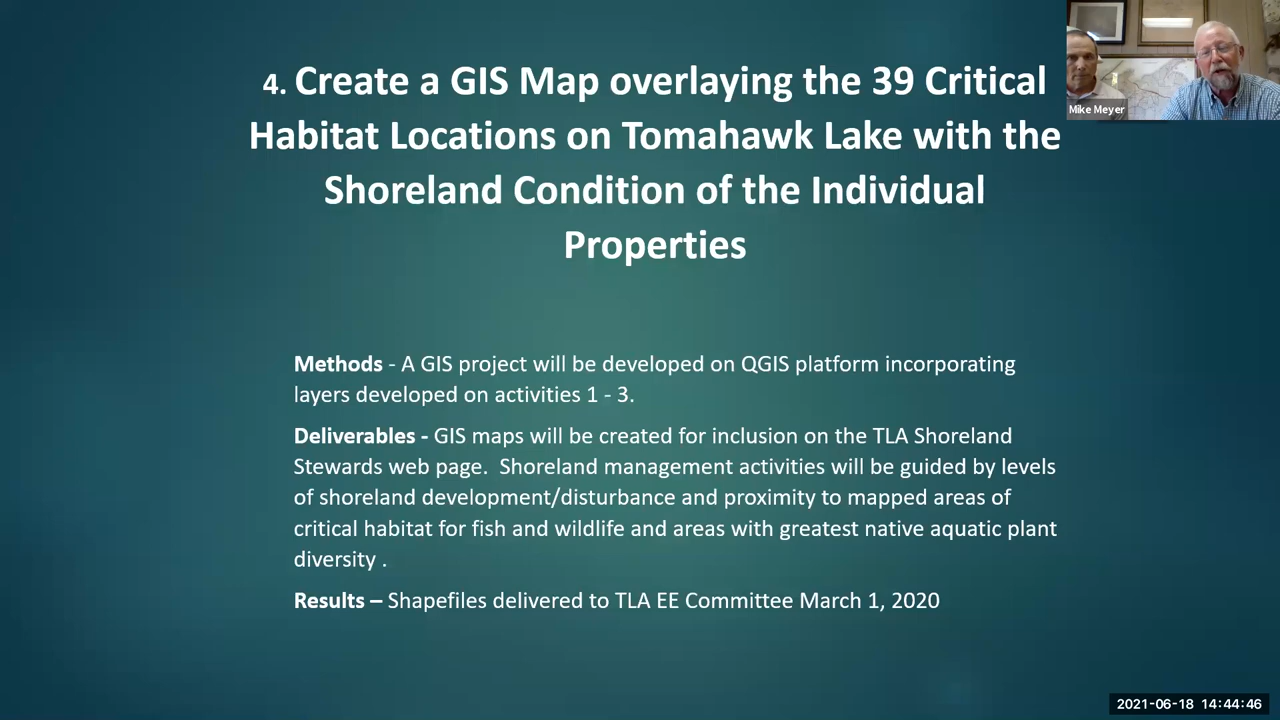 4. Create a GIS Map overlaying the 39 Critical
Habitat Locations on Tomahawk Lake with the
Shoreland Condition of the Individual
Properties
Mike Meyer
Methods - A GIS project will be developed on QGIS platform incorporating
layers developed on activities 1 - 3.
Deliverables - GIS maps will be created for inclusion on the TLA Shoreland
Stewards web page.  Shoreland management activities will be guided by levels
of shoreland development/disturbance and proximity to mapped areas of
critical habitat for fish and wildlife and areas with greatest native aquatic plant
diversity .
Results – Shapefiles delivered to TLA EE Committee March 1, 2020
2021-06-18 14:44:46